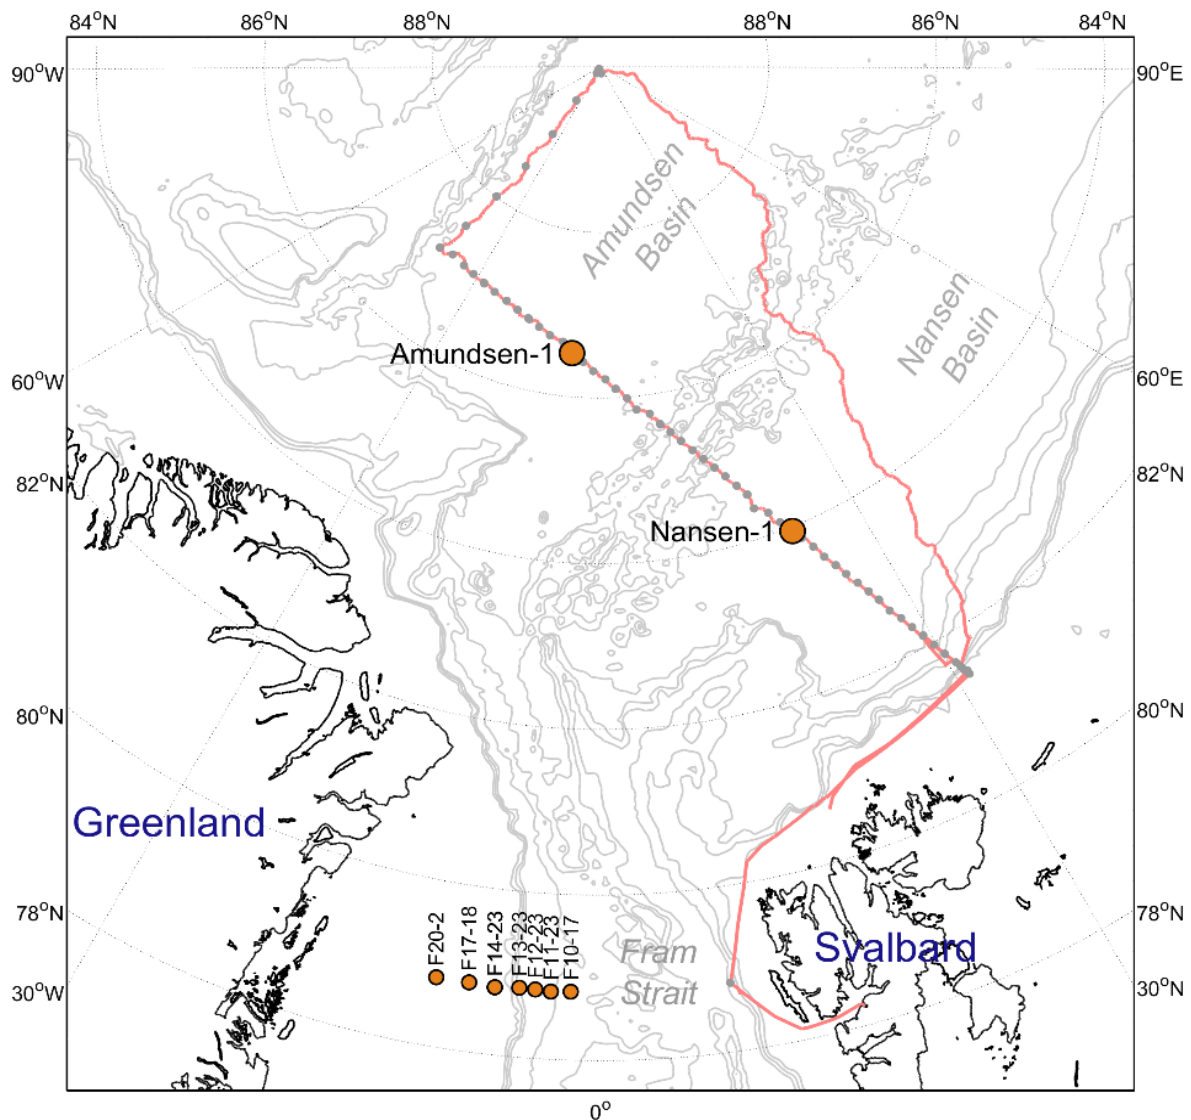 84°N 86°N 88°N 88°N 86°N 84°N
90°W
90°E
Amundsen
Basin
Nansen
Basin
Amundsen-1
60°W
60°E
82°N
82°N
Nansen-1
80°N
80°N
Greenland
78°N
78°N
F20-2
F17-18
F14-23
F13-23
F12-23
F11-23
F10-17
Fram
Strait
Svalbard
30°W
30°N
0°